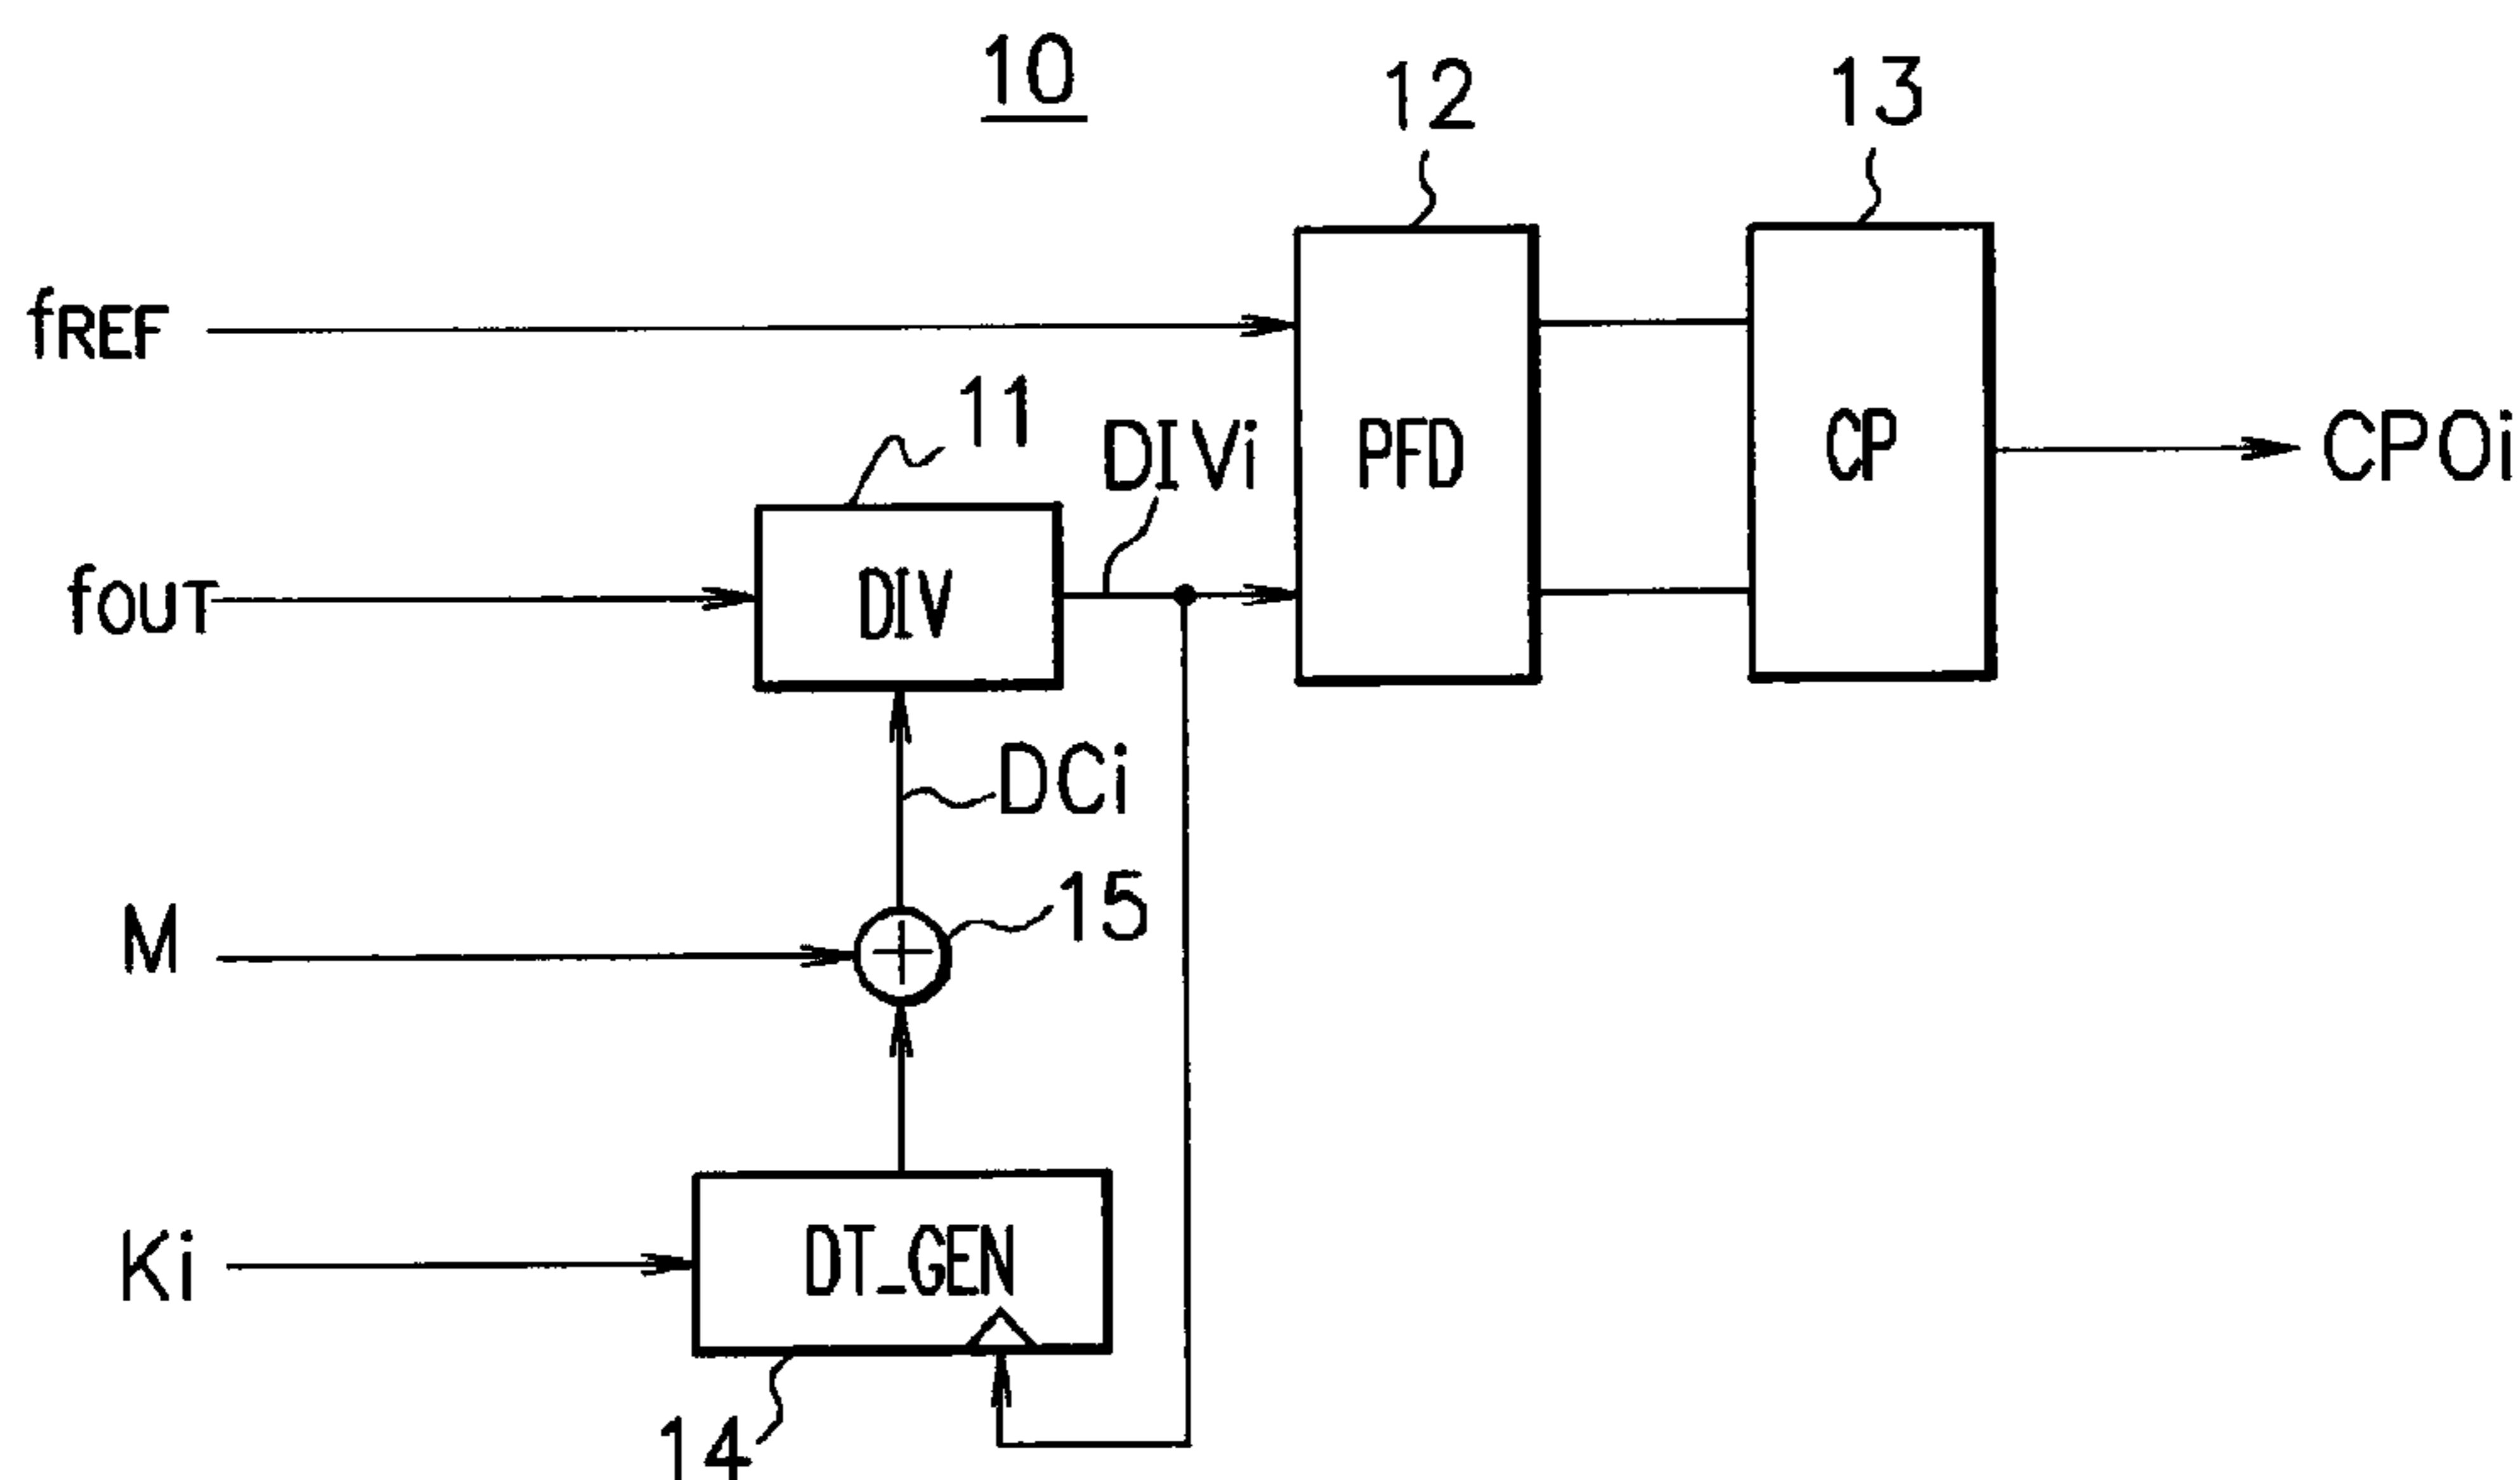 10
12
13
fREF
11
DIVi
PFD
CP
CPOi
fOUT
DIV
DCi
15
M
Ki
DT_GEN
14